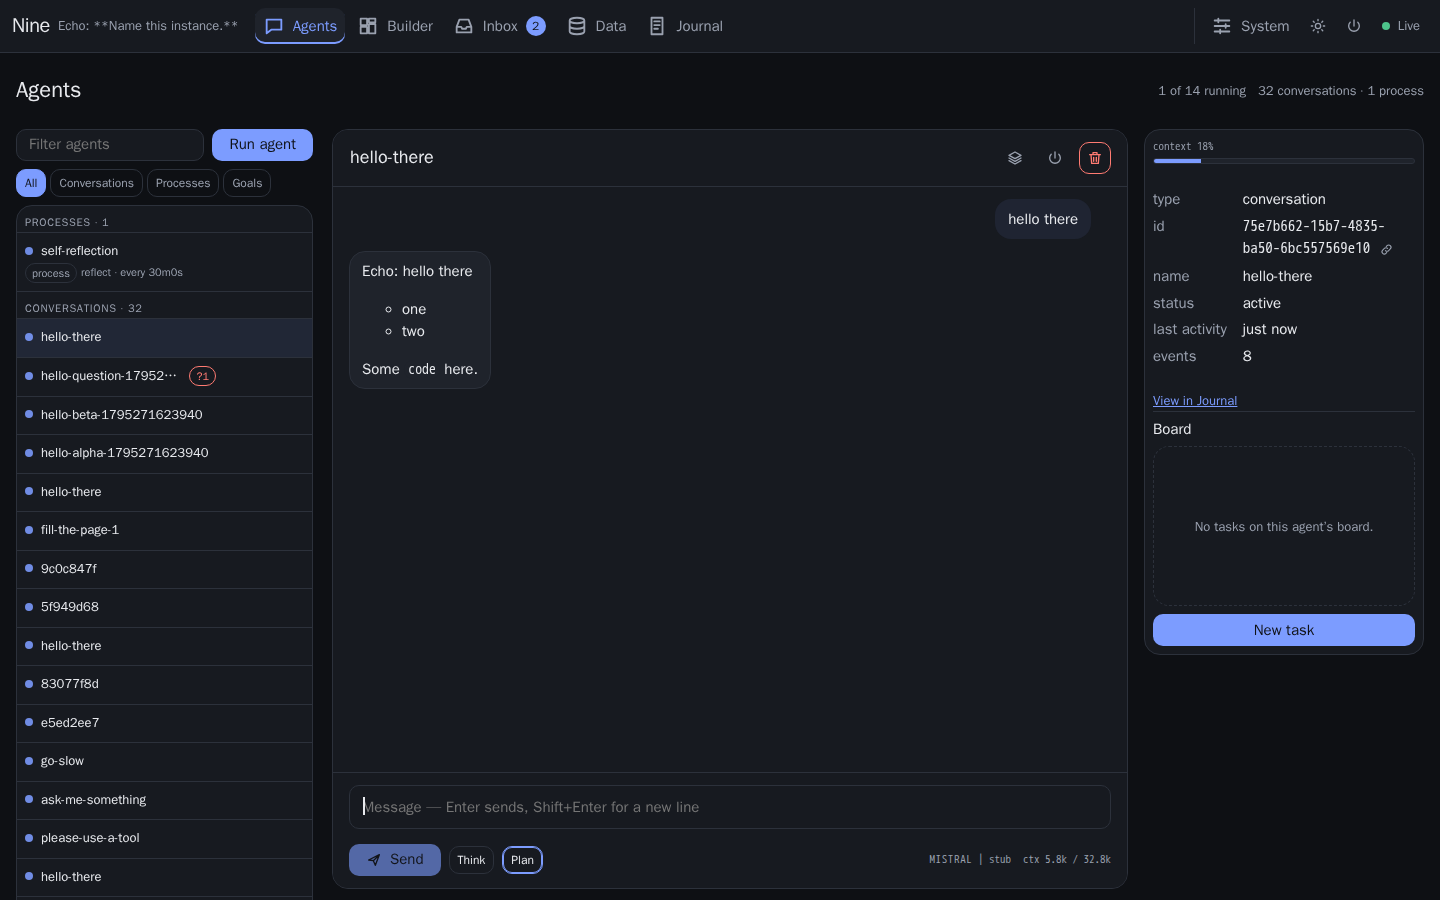 Nine Echo: **Name this instance.** Agents Builder Inbox 2 Data Journal System Live
Agents
1 of 14 running 32 conversations · 1 process
Filter agents Run agent
All Conversations Processes Goals
PROCESSES · 1
self-reflection
process reflect · every 30m0s
CONVERSATIONS · 32
hello-there
hello-question-17952··· ?1
hello-beta-1795271623940
hello-alpha-1795271623940
hello-there
fill-the-page-1
9c0c847f
5f949d68
hello-there
83077f8d
e5ed2ee7
go-slow
ask-me-something
please-use-a-tool
hello-there
hello-there
hello there
Echo: hello there
one
two
Some code here.
Message — Enter sends, Shift+Enter for a new line
Send Think Plan MISTRAL | stub ctx 5.8k / 32.8k
context 18%
type conversation
id 75e7b662-15b7-4835-
ba50-6bc557569e10
name hello-there
status active
last activity just now
events 8
View in Journal
Board
No tasks on this agent's board.
New task